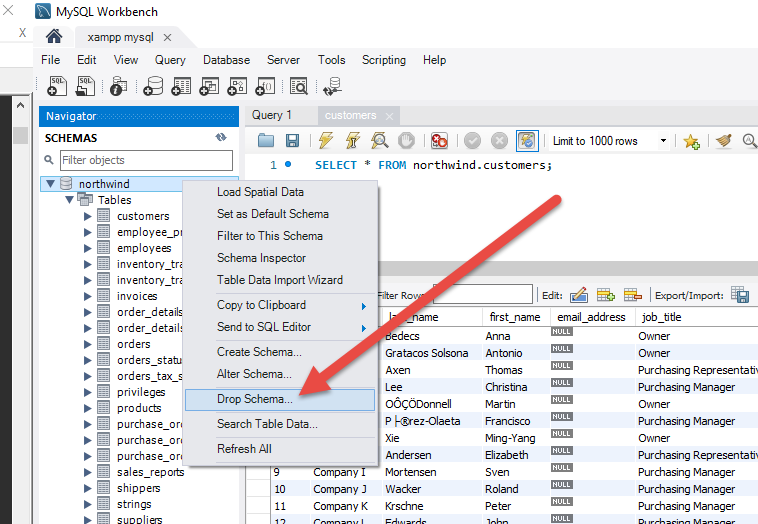 MySQL Workbench
X
xampp mysql
File Edit View Query Database Server Tools Scripting Help
SQL SQL
Navigator
SCHEMAS
Filter objects
northwind
Tables
customers
employee_pr
employees
inventory_tra
inventory_tra
invoices
order_details
order_details
orders
orders_statu
orders_tax_s
privileges
products
purchase_ord
purchase_ord
purchase_ord
sales_reports
shippers
strings
suppliers
Load Spatial Data
Set as Default Schema
Filter to This Schema
Schema Inspector
Table Data Import Wizard
Copy to Clipboard
Send to SQL Editor
Create Schema...
Alter Schema...
Drop Schema...
Search Table Data...
Refresh All
Query 1 customers
Limit to 1000 rows
1 SELECT * FROM northwind.customers;
Filter Row Edit: Export/Import:
name first_name email_address job_title
Bedecs Anna NULL Owner
Gratacos Solsona Antonio NULL Owner
Axen Thomas NULL Purchasing Representati
Lee Christina NULL Purchasing Manager
OÔÇÖDonnell Martin NULL Owner
P├®rez-Olaeta Francisco NULL Purchasing Manager
Xie Ming-Yang NULL Owner
Andersen Elizabeth NULL Purchasing Representati
9 Company I Mortensen Sven NULL Purchasing Manager
10 Company J Wacker Roland NULL Purchasing Manager
11 Company K Krschne Peter NULL Purchasing Manager
12 Company L Edwards John NULL Purchasing Manager